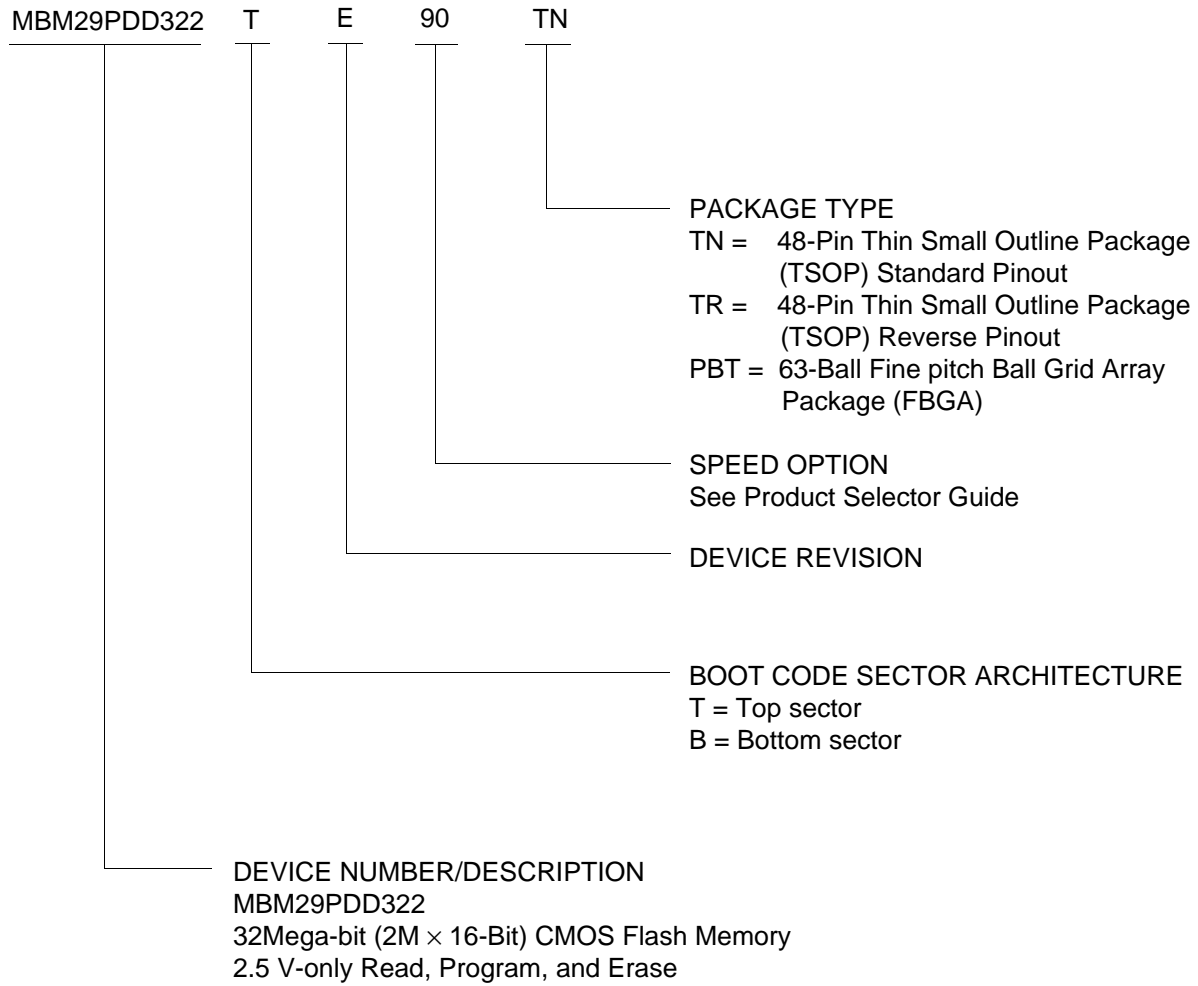 MBM29PDD322 T E 90 TN
PACKAGE TYPE
TN = 48-Pin Thin Small Outline Package
(TSOP) Standard Pinout
TR = 48-Pin Thin Small Outline Package
(TSOP) Reverse Pinout
PBT = 63-Ball Fine pitch Ball Grid Array
Package (FBGA)
SPEED OPTION
See Product Selector Guide
DEVICE REVISION
BOOT CODE SECTOR ARCHITECTURE
T = Top sector
B = Bottom sector
DEVICE NUMBER/DESCRIPTION
MBM29PDD322
32Mega-bit (2M × 16-Bit) CMOS Flash Memory
2.5 V-only Read, Program, and Erase